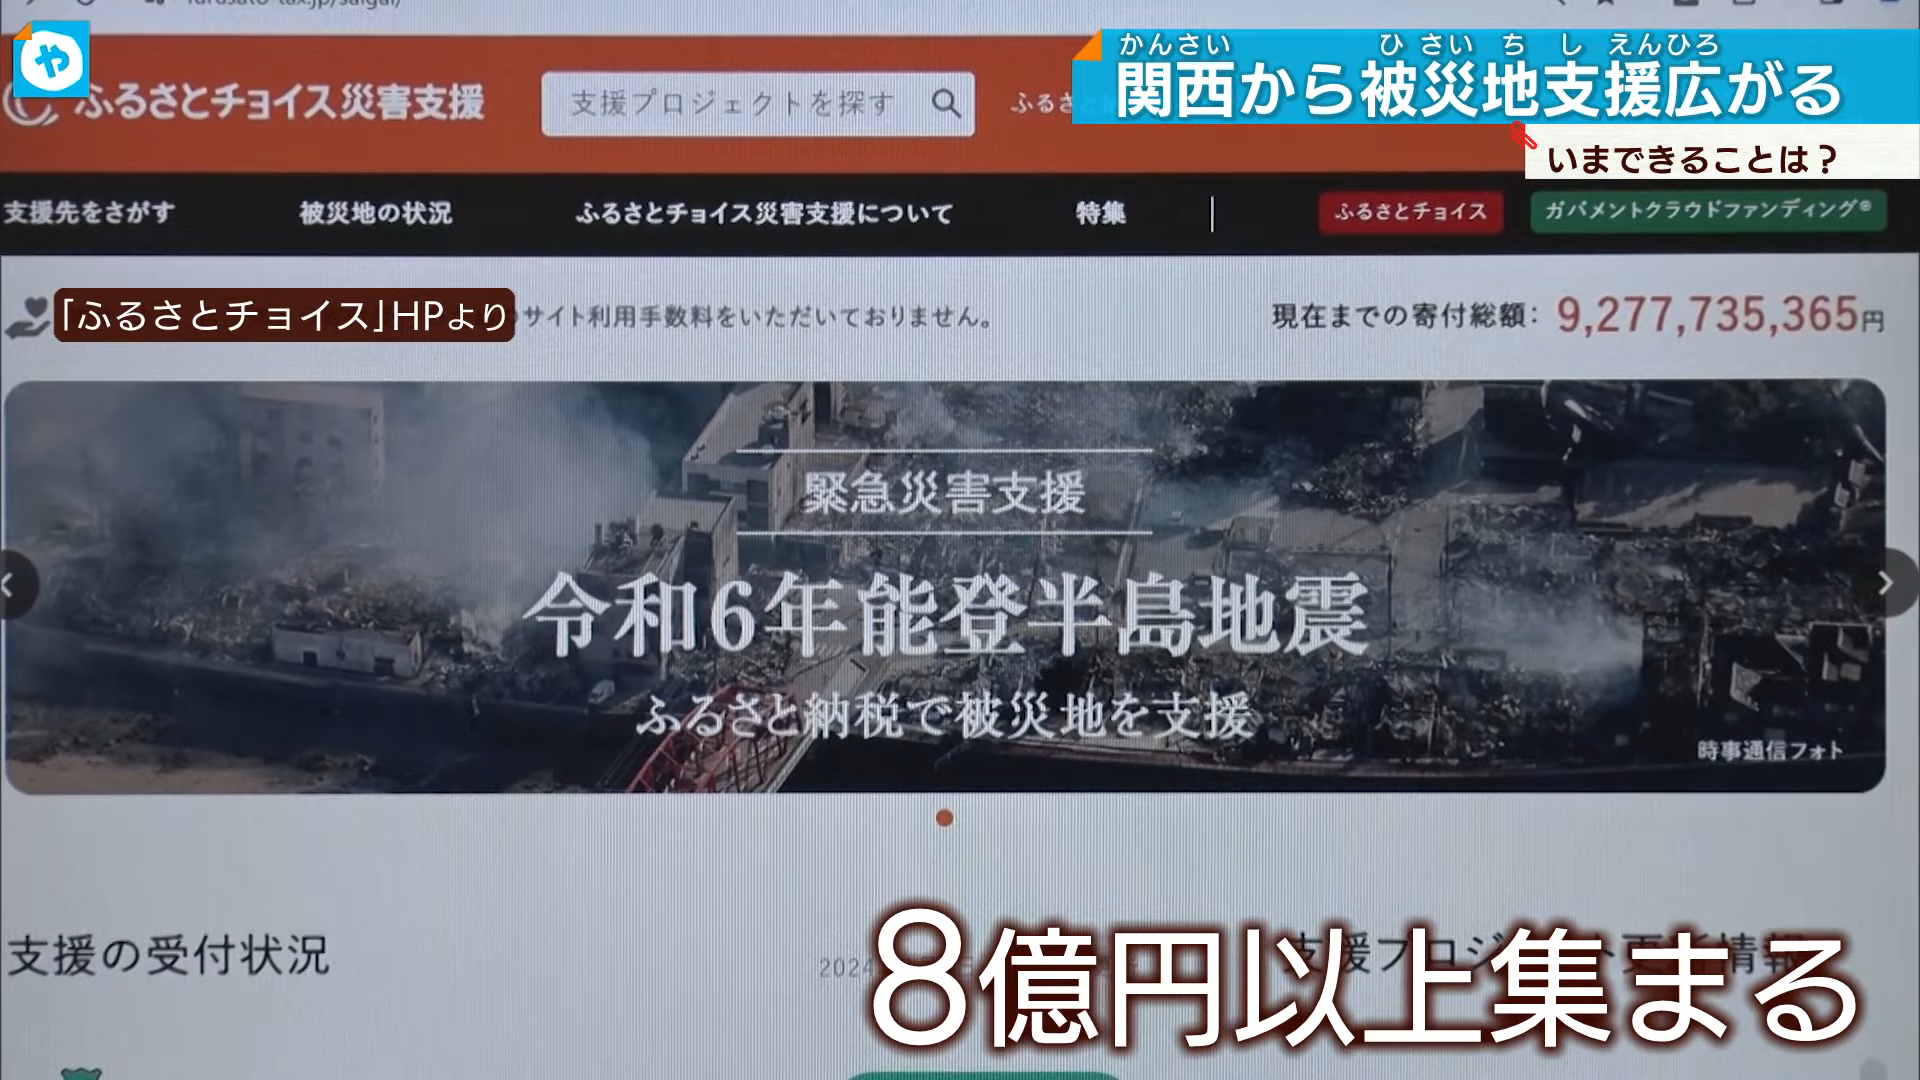 furusato-tax.jp/saigai/
や
かんさい ひさいち しえんひろ
関西から被災地支援広がる
いまできることは？
ふるさとチョイス災害支援
支援プロジェクトを探す
ふるさ
支援先をさがす
被災地の状況
ふるさとチョイス災害支援について
特集
ふるさとチョイス
ガバメントクラウドファンディング®
「ふるさとチョイス」HPより
サイト利用手数料をいただいておりません。
現在までの寄付総額：9,277,735,365円
緊急災害支援
令和6年能登半島地震
ふるさと納税で被災地を支援
時事通信フォト
支援の受付状況
2024
8億円以上集まる